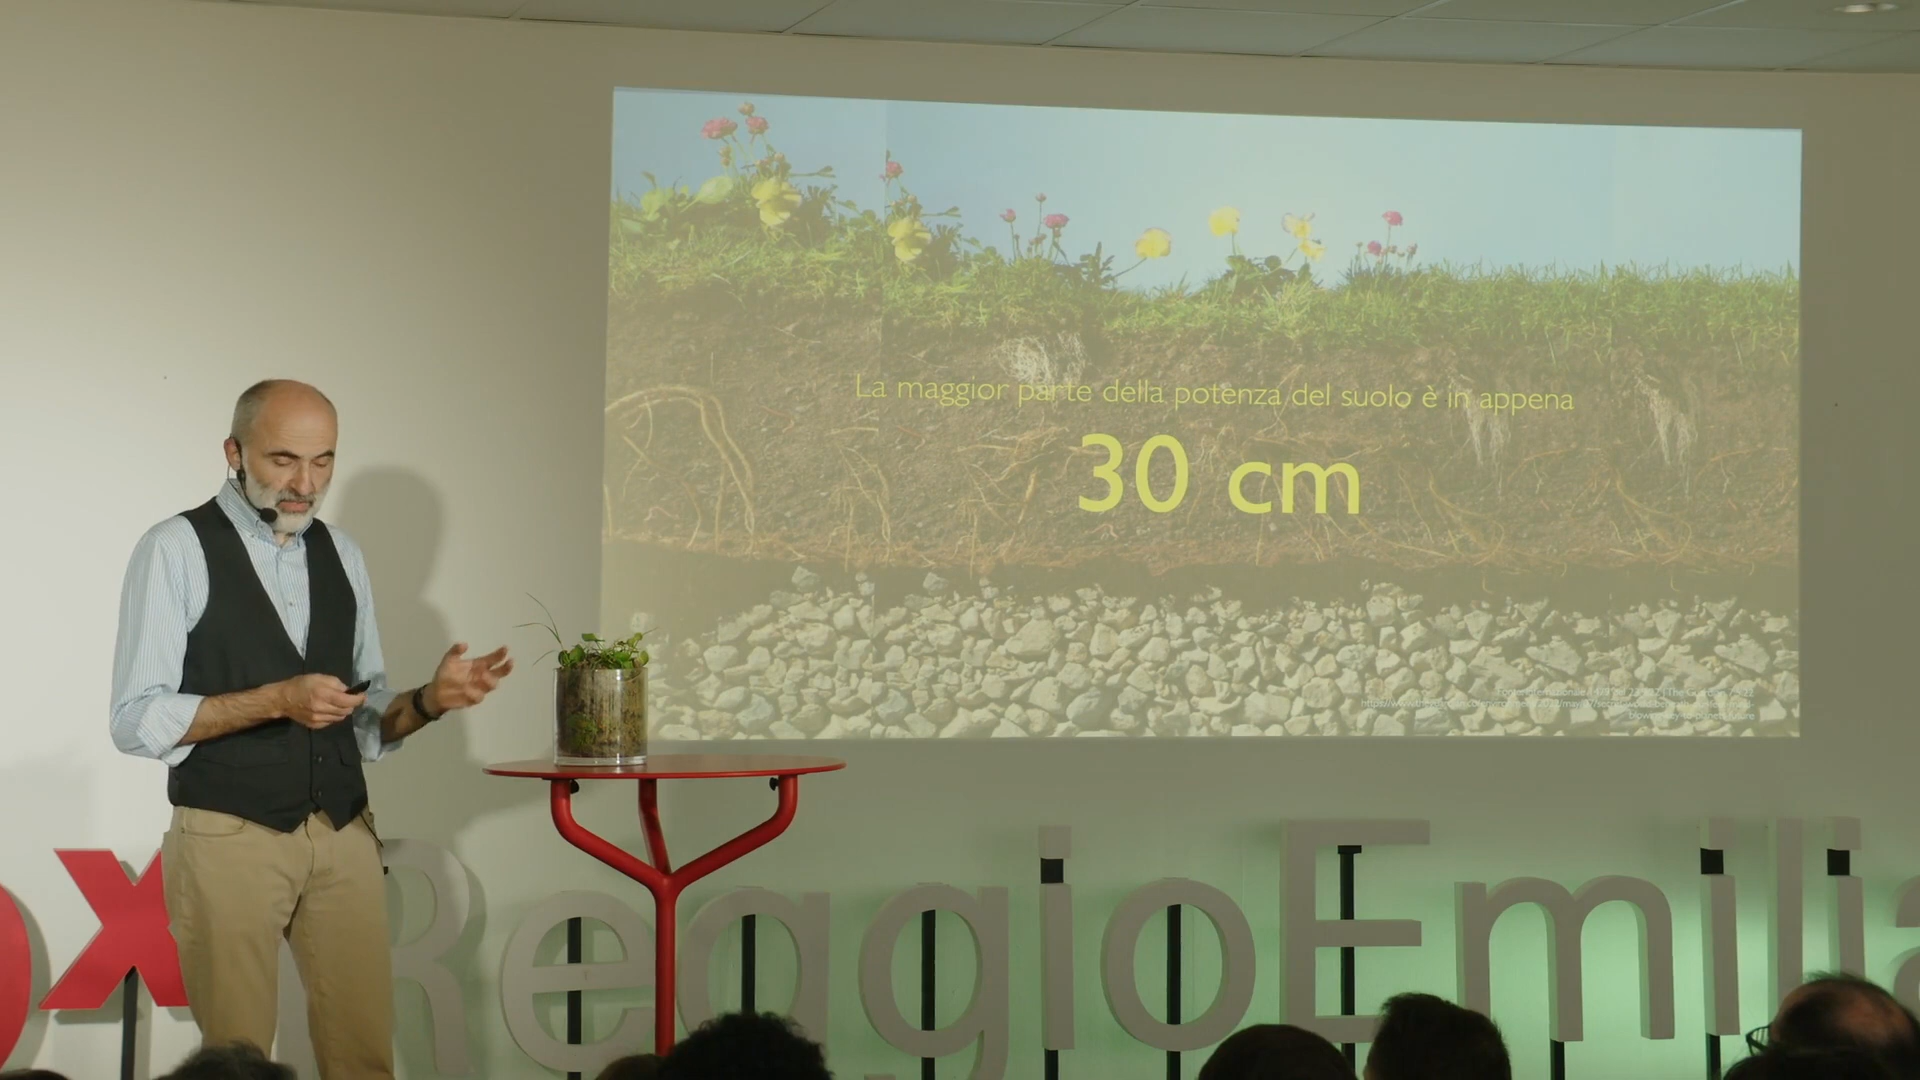 La maggior parte della potenza del suolo è in appena
30 cm
x ReggioEmilia